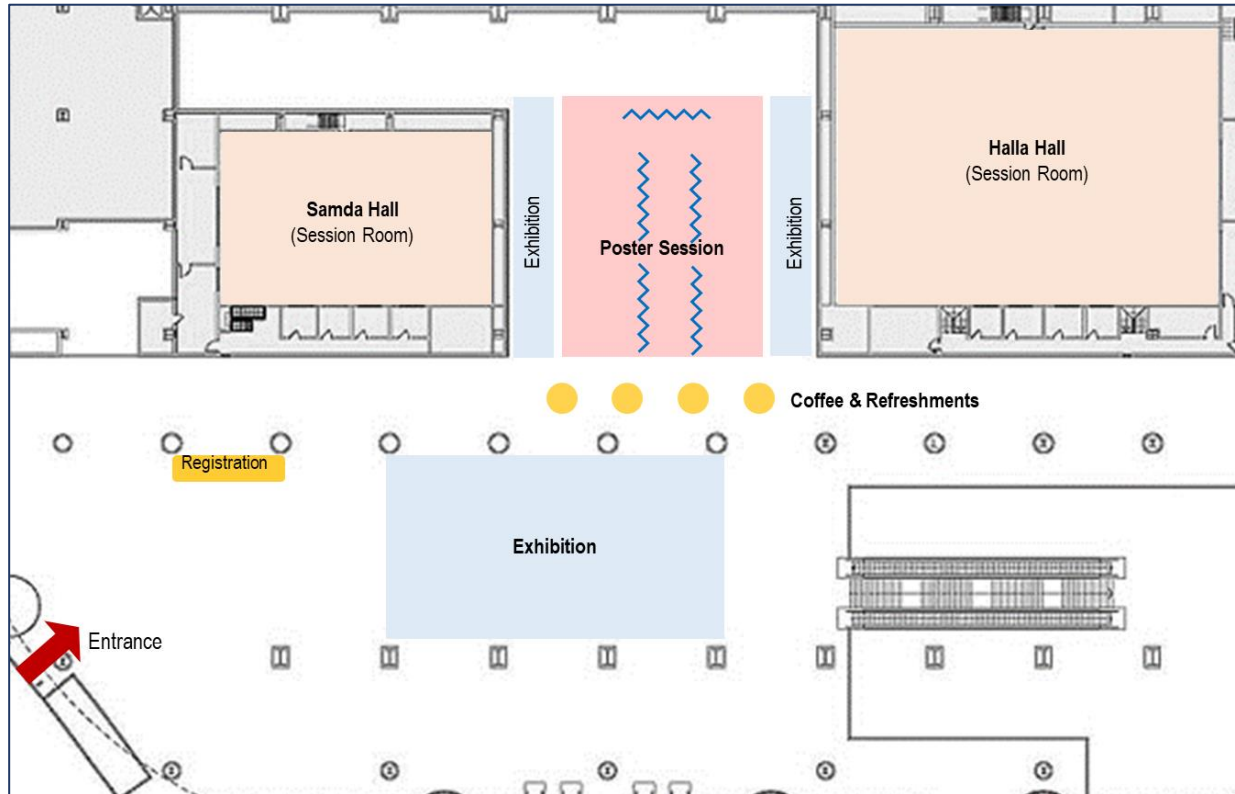 Samda Hall
(Session Room)
Exhibition
Poster Session
Exhibition
Halla Hall
(Session Room)
Coffee & Refreshments
Registration
Exhibition
Entrance